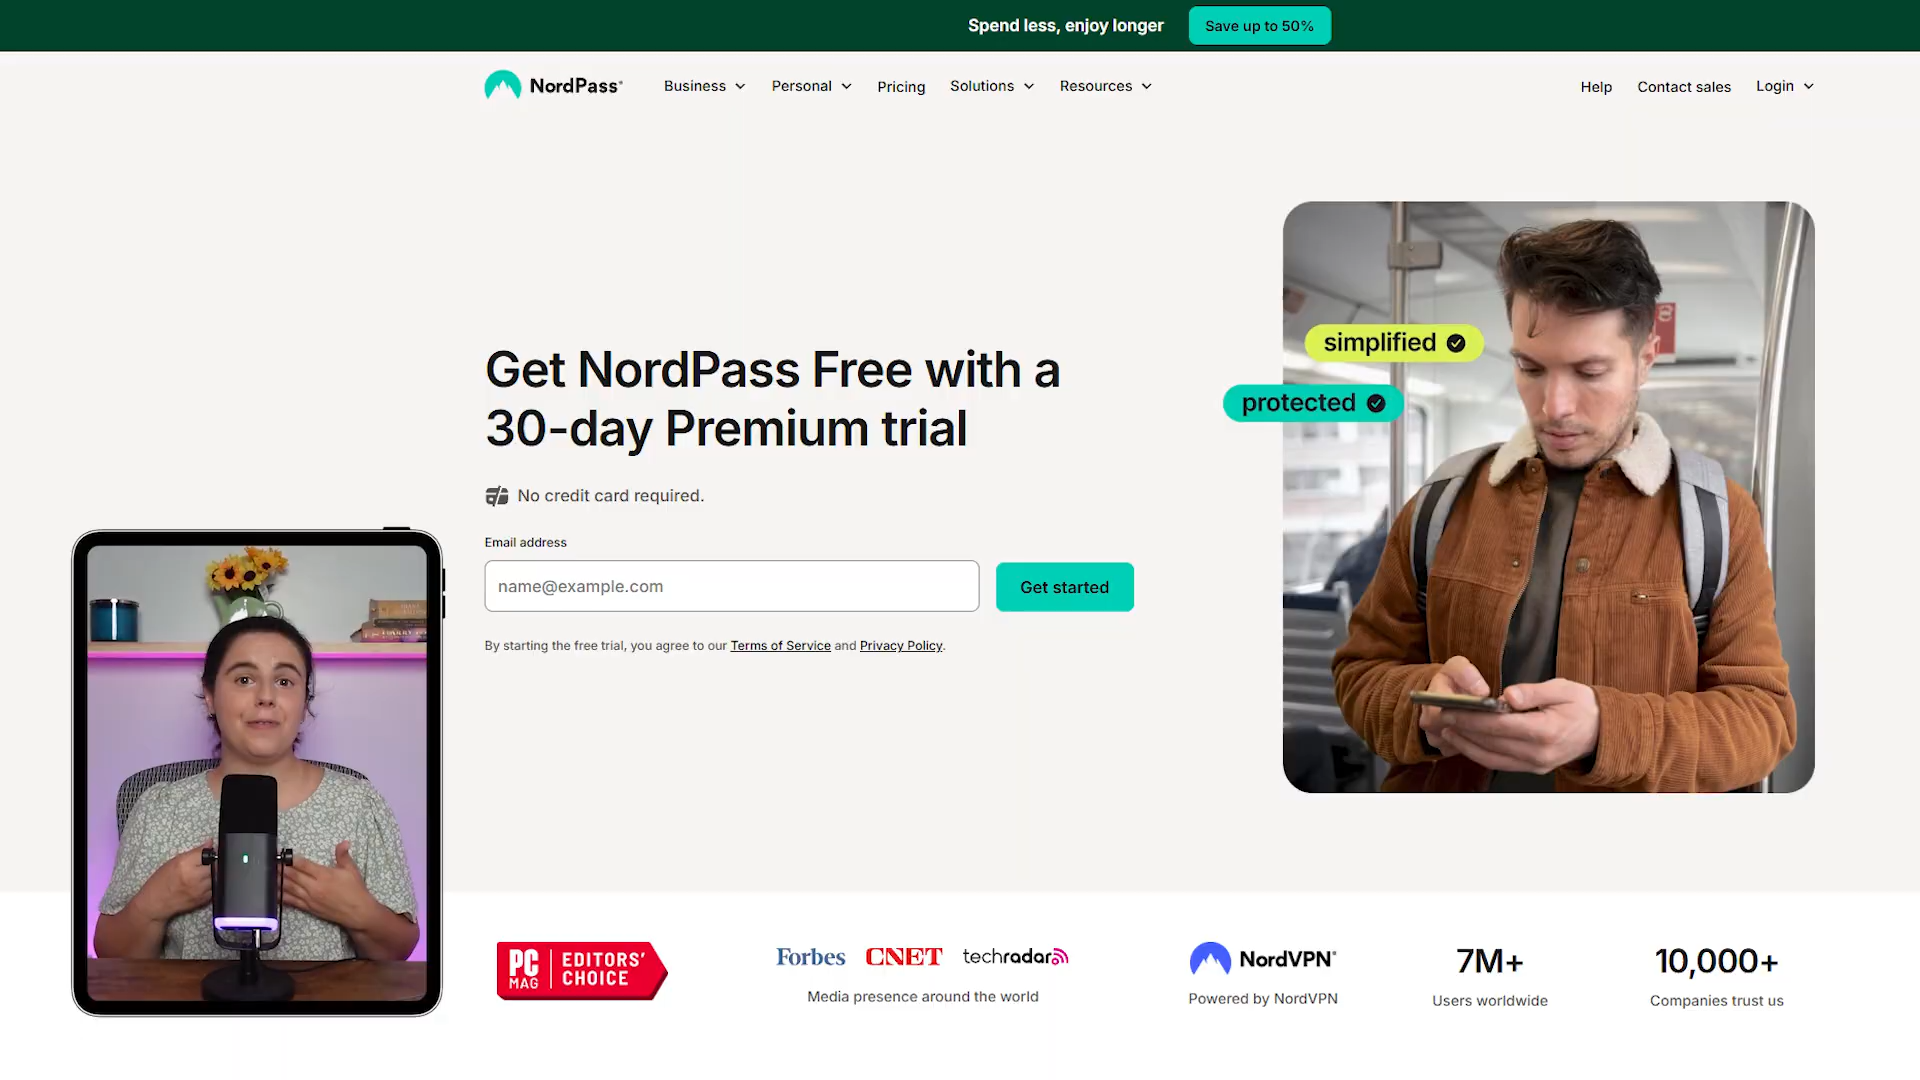 Spend less, enjoy longer
Save up to 50%
NordPass®
Business
Personal
Pricing
Solutions
Resources
Help
Contact sales
Login
Get NordPass Free with a
30-day Premium trial
No credit card required.
Email address
name@example.com
Get started
By starting the free trial, you agree to our Terms of Service and Privacy Policy.
simplified
protected
PC MAG
EDITORS'
CHOICE
Forbes CNET techradar
Media presence around the world
NordVPN®
Powered by NordVPN
7M+
Users worldwide
10,000+
Companies trust us